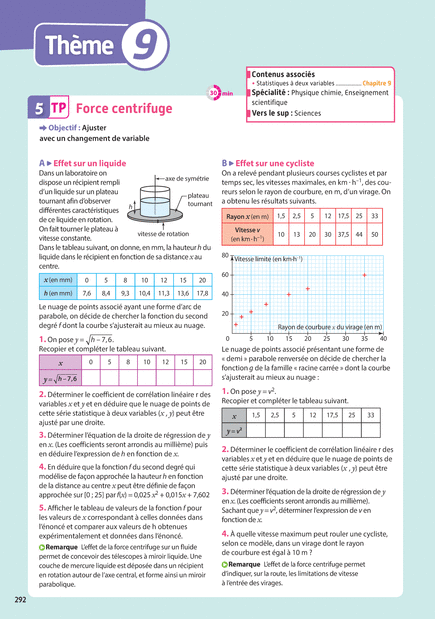 Thème 9
Contenus associés
• Statistiques à deux variables Chapitre 9
Spécialité : Physique chimie, Enseignement
scientifique
Vers le sup : Sciences
30 min
5 TP Force centrifuge
Objectif : Ajuster
avec un changement de variable
A Effet sur un liquide
Dans un laboratoire on
dispose un récipient rempli
d'un liquide sur un plateau
tournant afin d'observer
différentes caractéristiques
de ce liquide en rotation.
On fait tourner le plateau à
vitesse constante.
axe de symétrie
plateau
tournant
h
vitesse de rotation
Dans le tableau suivant, on donne, en mm, la hauteur h du
liquide dans le récipient en fonction de sa distance x au
centre.
x (en mm) 0 5 8 10 12 15 20
h (en mm) 7,6 8,4 9,3 10,4 11,3 13,6 17,8
Le nuage de points associé ayant une forme d'arc de
parabole, on décide de chercher la fonction du second
degré f dont la courbe s'ajusterait au mieux au nuage.
1. On pose y = √h – 7,6.
Recopier et compléter le tableau suivant.
x 0 5 8 10 12 15 20
y = √h – 7,6
2. Déterminer le coefficient de corrélation linéaire r des
variables x et y et en déduire que le nuage de points de
cette série statistique à deux variables (x , y) peut être
ajusté par une droite.
3. Déterminer l'équation de la droite de régression de y
en x. (Les coefficients seront arrondis au millième) puis
en déduire l'expression de h en fonction de x.
4. En déduire que la fonction f du second degré qui
modélise de façon approchée la hauteur h en fonction
de la distance au centre x peut être définie de façon
approchée sur [0 ; 25] par f(x) = 0,025 x² + 0,015x + 7,602
5. Afficher le tableau de valeurs de la fonction f pour
les valeurs de x correspondant à celles données dans
l'énoncé et comparer aux valeurs de h obtenues
expérimentalement et données dans l'énoncé.
Remarque L'effet de la force centrifuge sur un fluide
permet de concevoir des télescopes à miroir liquide. Une
couche de mercure liquide est déposée dans un récipient
en rotation autour de l'axe central, et forme ainsi un miroir
parabolique.
B Effet sur une cycliste
On a relevé pendant plusieurs courses cyclistes et par
temps sec, les vitesses maximales, en km·h⁻¹, des cou-
reurs selon le rayon de courbure, en m, d'un virage. On
a obtenu les résultats suivants.
Rayon x (en m) 1,5 2,5 5 12 17,5 25 33
Vitesse v
(en km·h⁻¹) 10 13 20 30 37,5 44 50
80 Vitesse limite (en km·h⁻¹)
60
40
20
Rayon de courbure x du virage (en m)
0 5 10 15 20 25 30 35 40
Le nuage de points associés présentant une forme de
« demi » parabole renversée on décide de chercher la
fonction g de la famille « racine carrée » dont la courbe
s'ajusterait au mieux au nuage :
1. On pose y = v².
Recopier et compléter le tableau suivant.
x 1,5 2,5 5 12 17,5 25 33
y = v²
2. Déterminer le coefficient de corrélation linéaire r des
variables x et y et en déduire que le nuage de points de
cette série statistique à deux variables (x , y) peut être
ajustée par une droite.
3. Déterminer l'équation de la droite de régression de y
en x. (Les coefficients seront arrondis au millième).
Sachant que y = v², déterminer l'expression de v en
fonction de x.
4. À quelle vitesse maximum peut rouler une cycliste,
selon ce modèle, dans un virage dont le rayon
de courbure est égal à 10 m ?
Remarque L'effet de la force centrifuge permet
d'indiquer, sur la route, les limitations de vitesse
à l'entrée des virages.
292